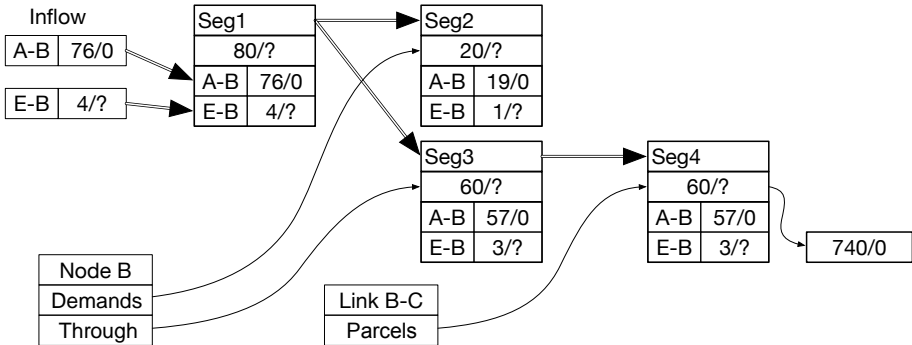 Inflow
A-B 76/0
E-B 4/?
Seg1
80/?
A-B 76/0
E-B 4/?
Seg2
20/?
A-B 19/0
E-B 1/?
Seg3
60/?
A-B 57/0
E-B 3/?
Seg4
60/?
A-B 57/0
E-B 3/?
740/0
Node B
Demands
Through
Link B-C
Parcels